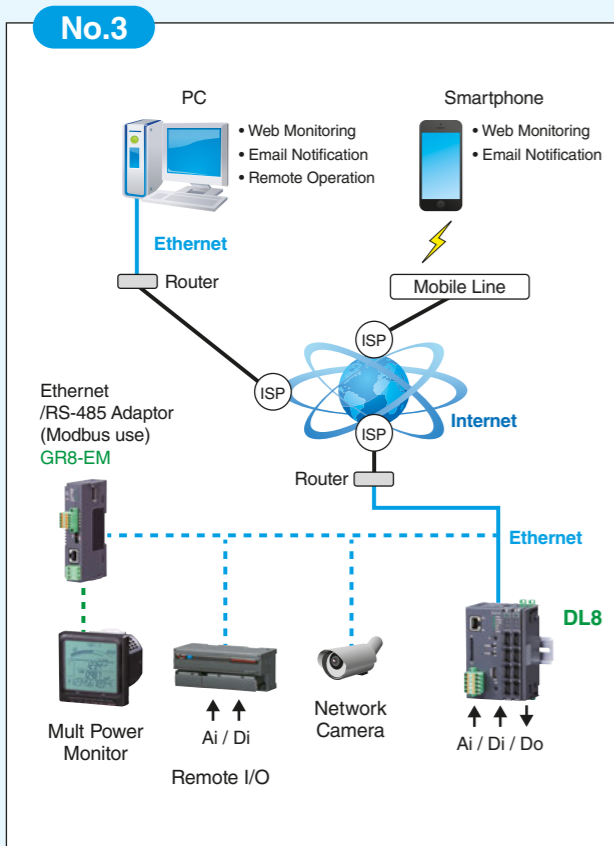 No.3
PC
• Web Monitoring
• Email Notification
• Remote Operation
Smartphone
• Web Monitoring
• Email Notification
Ethernet
Router
Mobile Line
ISP
ISP
ISP
Internet
Ethernet
/RS-485 Adaptor
(Modbus use)
GR8-EM
Router
Ethernet
DL8
Mult Power
Monitor
Ai / Di
Remote I/O
Network
Camera
Ai / Di / Do